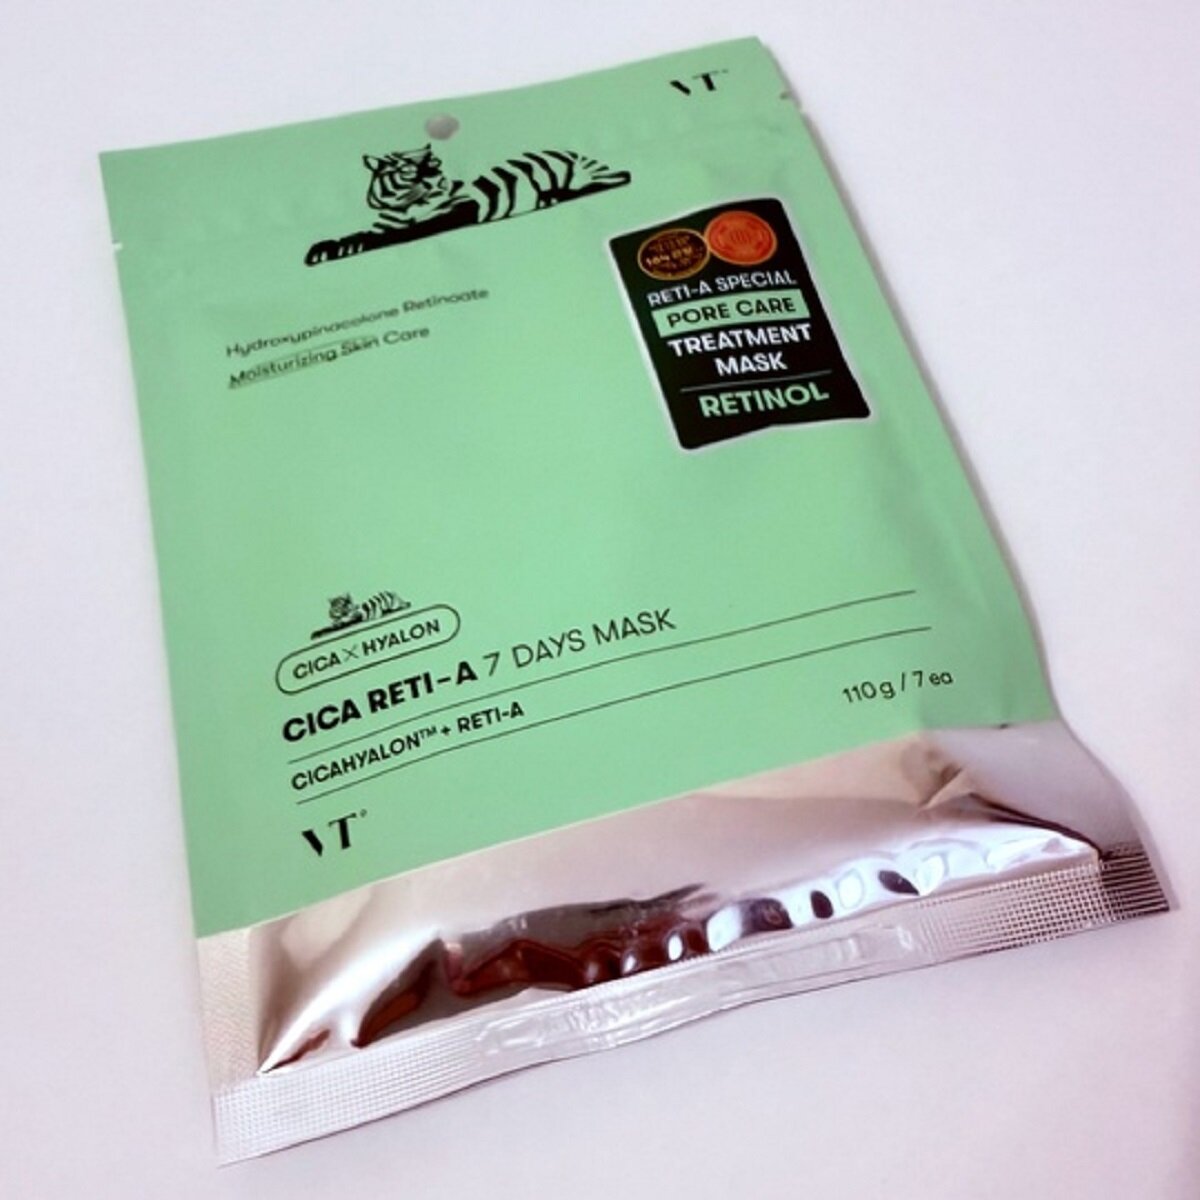 VT
Hydroxypinacolone Retinoate
Moisturizing Skin Care
RETI-A SPECIAL
PORE CARE
TREATMENT
MASK
RETINOL
CICA × HYALON
CICA RETI-A 7 DAYS MASK
CICAHYALON™ + RETI-A
110g / 7 ea
VT